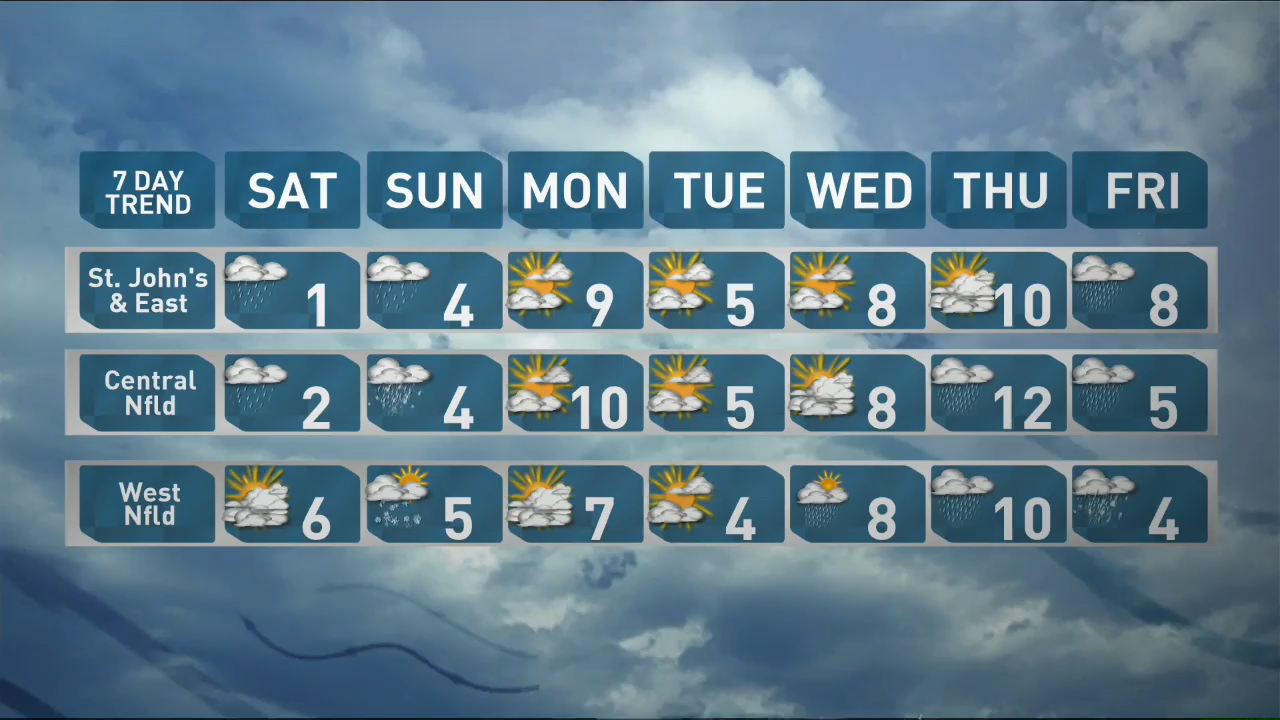 7 DAY
TREND
SAT SUN MON TUE WED THU FRI
St. John's
& East
1 4 9 5 8 10 8
Central
Nfld
2 4 10 5 8 12 5
West
Nfld
6 5 7 4 8 10 4